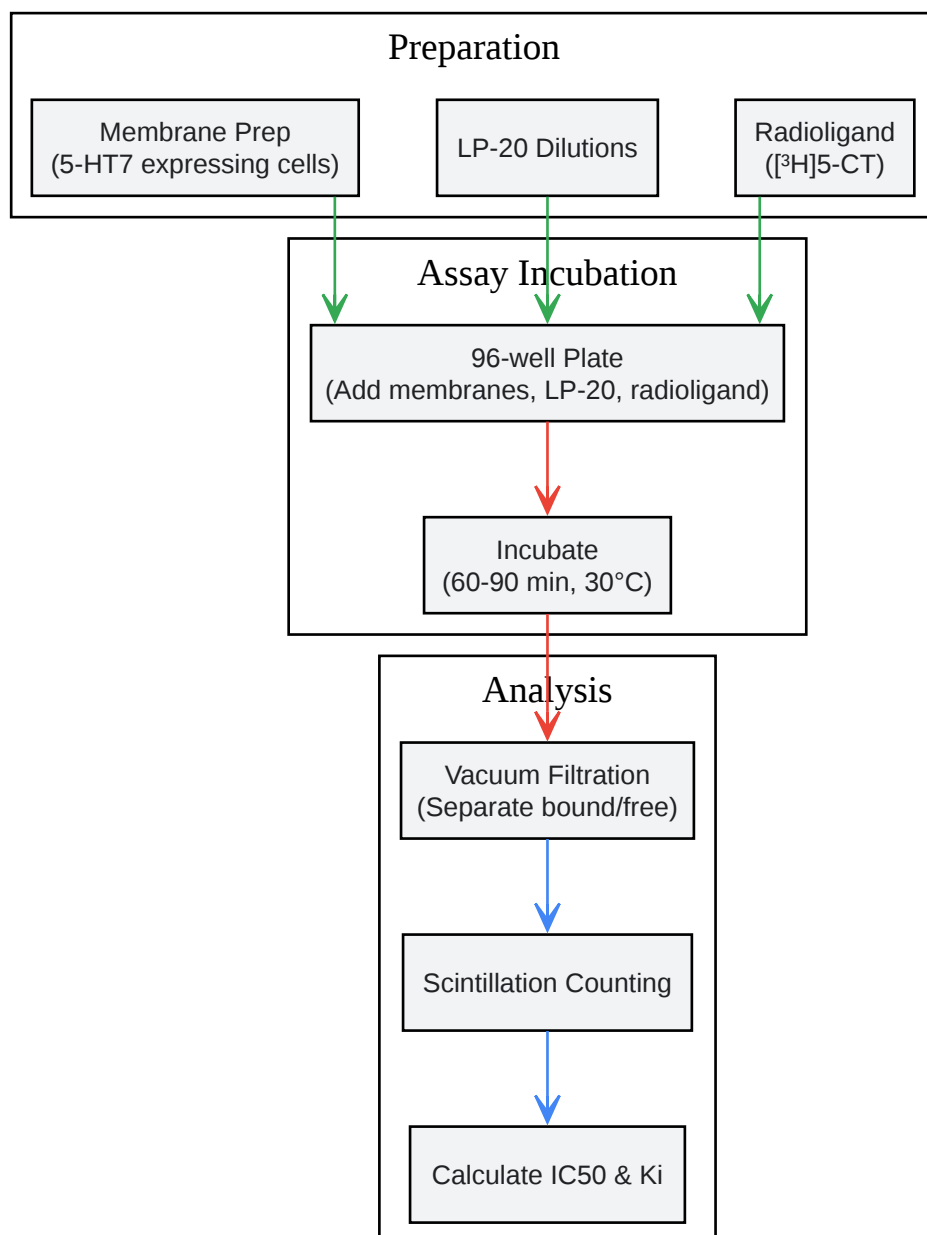 Preparation
Membrane Prep
(5-HT7 expressing cells)
LP-20 Dilutions
Radioligand
([³H]5-CT)
Assay Incubation
96-well Plate
(Add membranes, LP-20, radioligand)
Incubate
(60-90 min, 30°C)
Analysis
Vacuum Filtration
(Separate bound/free)
Scintillation Counting
Calculate IC50 & Ki